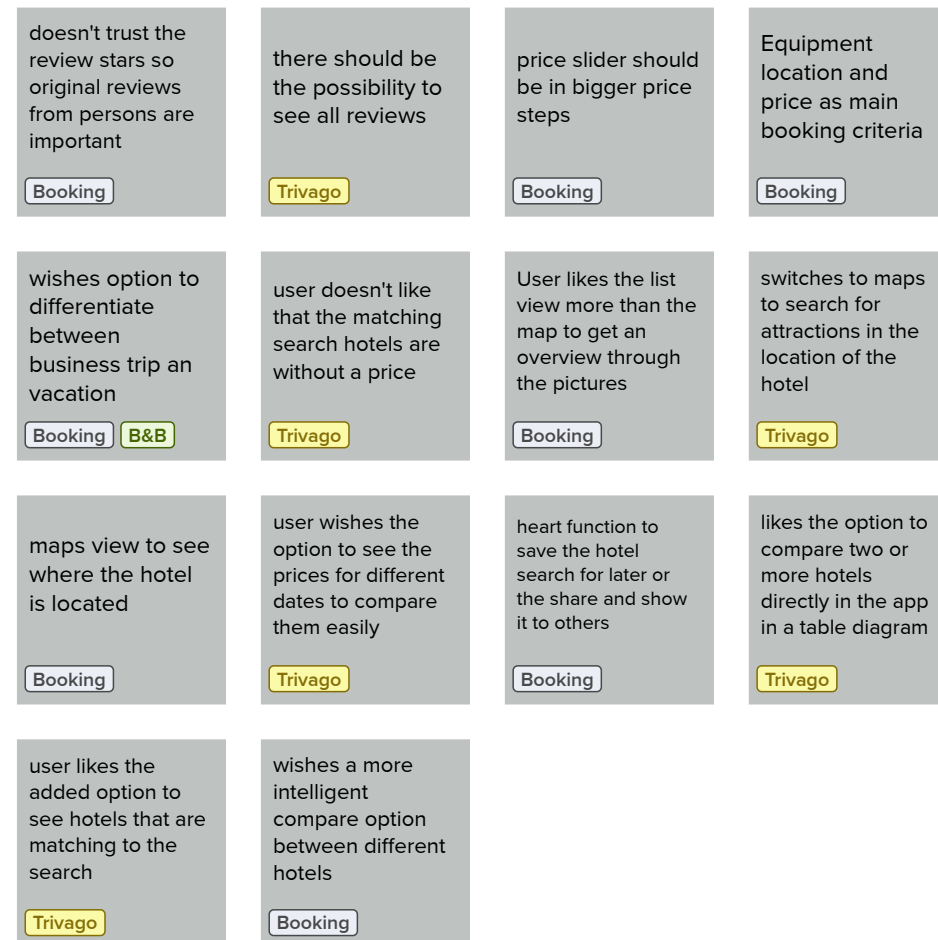 doesn't trust the
review stars so
original reviews
from persons are
important
Booking
there should be
the possibility to
see all reviews
Trivago
price slider should
be in bigger price
steps
Booking
Equipment
location and
price as main
booking criteria
Booking
wishes option to
differentiate
between
business trip an
vacation
Booking B&B
user doesn't like
that the matching
search hotels are
without a price
Trivago
User likes the list
view more than the
map to get an
overview through
the pictures
Booking
switches to maps
to search for
attractions in the
location of the
hotel
Trivago
maps view to see
where the hotel
is located
Booking
user wishes the
option to see the
prices for different
dates to compare
them easily
Trivago
heart function to
save the hotel
search for later or
the share and show
it to others
Booking
likes the option to
compare two or
more hotels
directly in the app
in a table diagram
Trivago
user likes the
added option to
see hotels that are
matching to the
search
Trivago
wishes a more
intelligent
compare option
between different
hotels
Booking